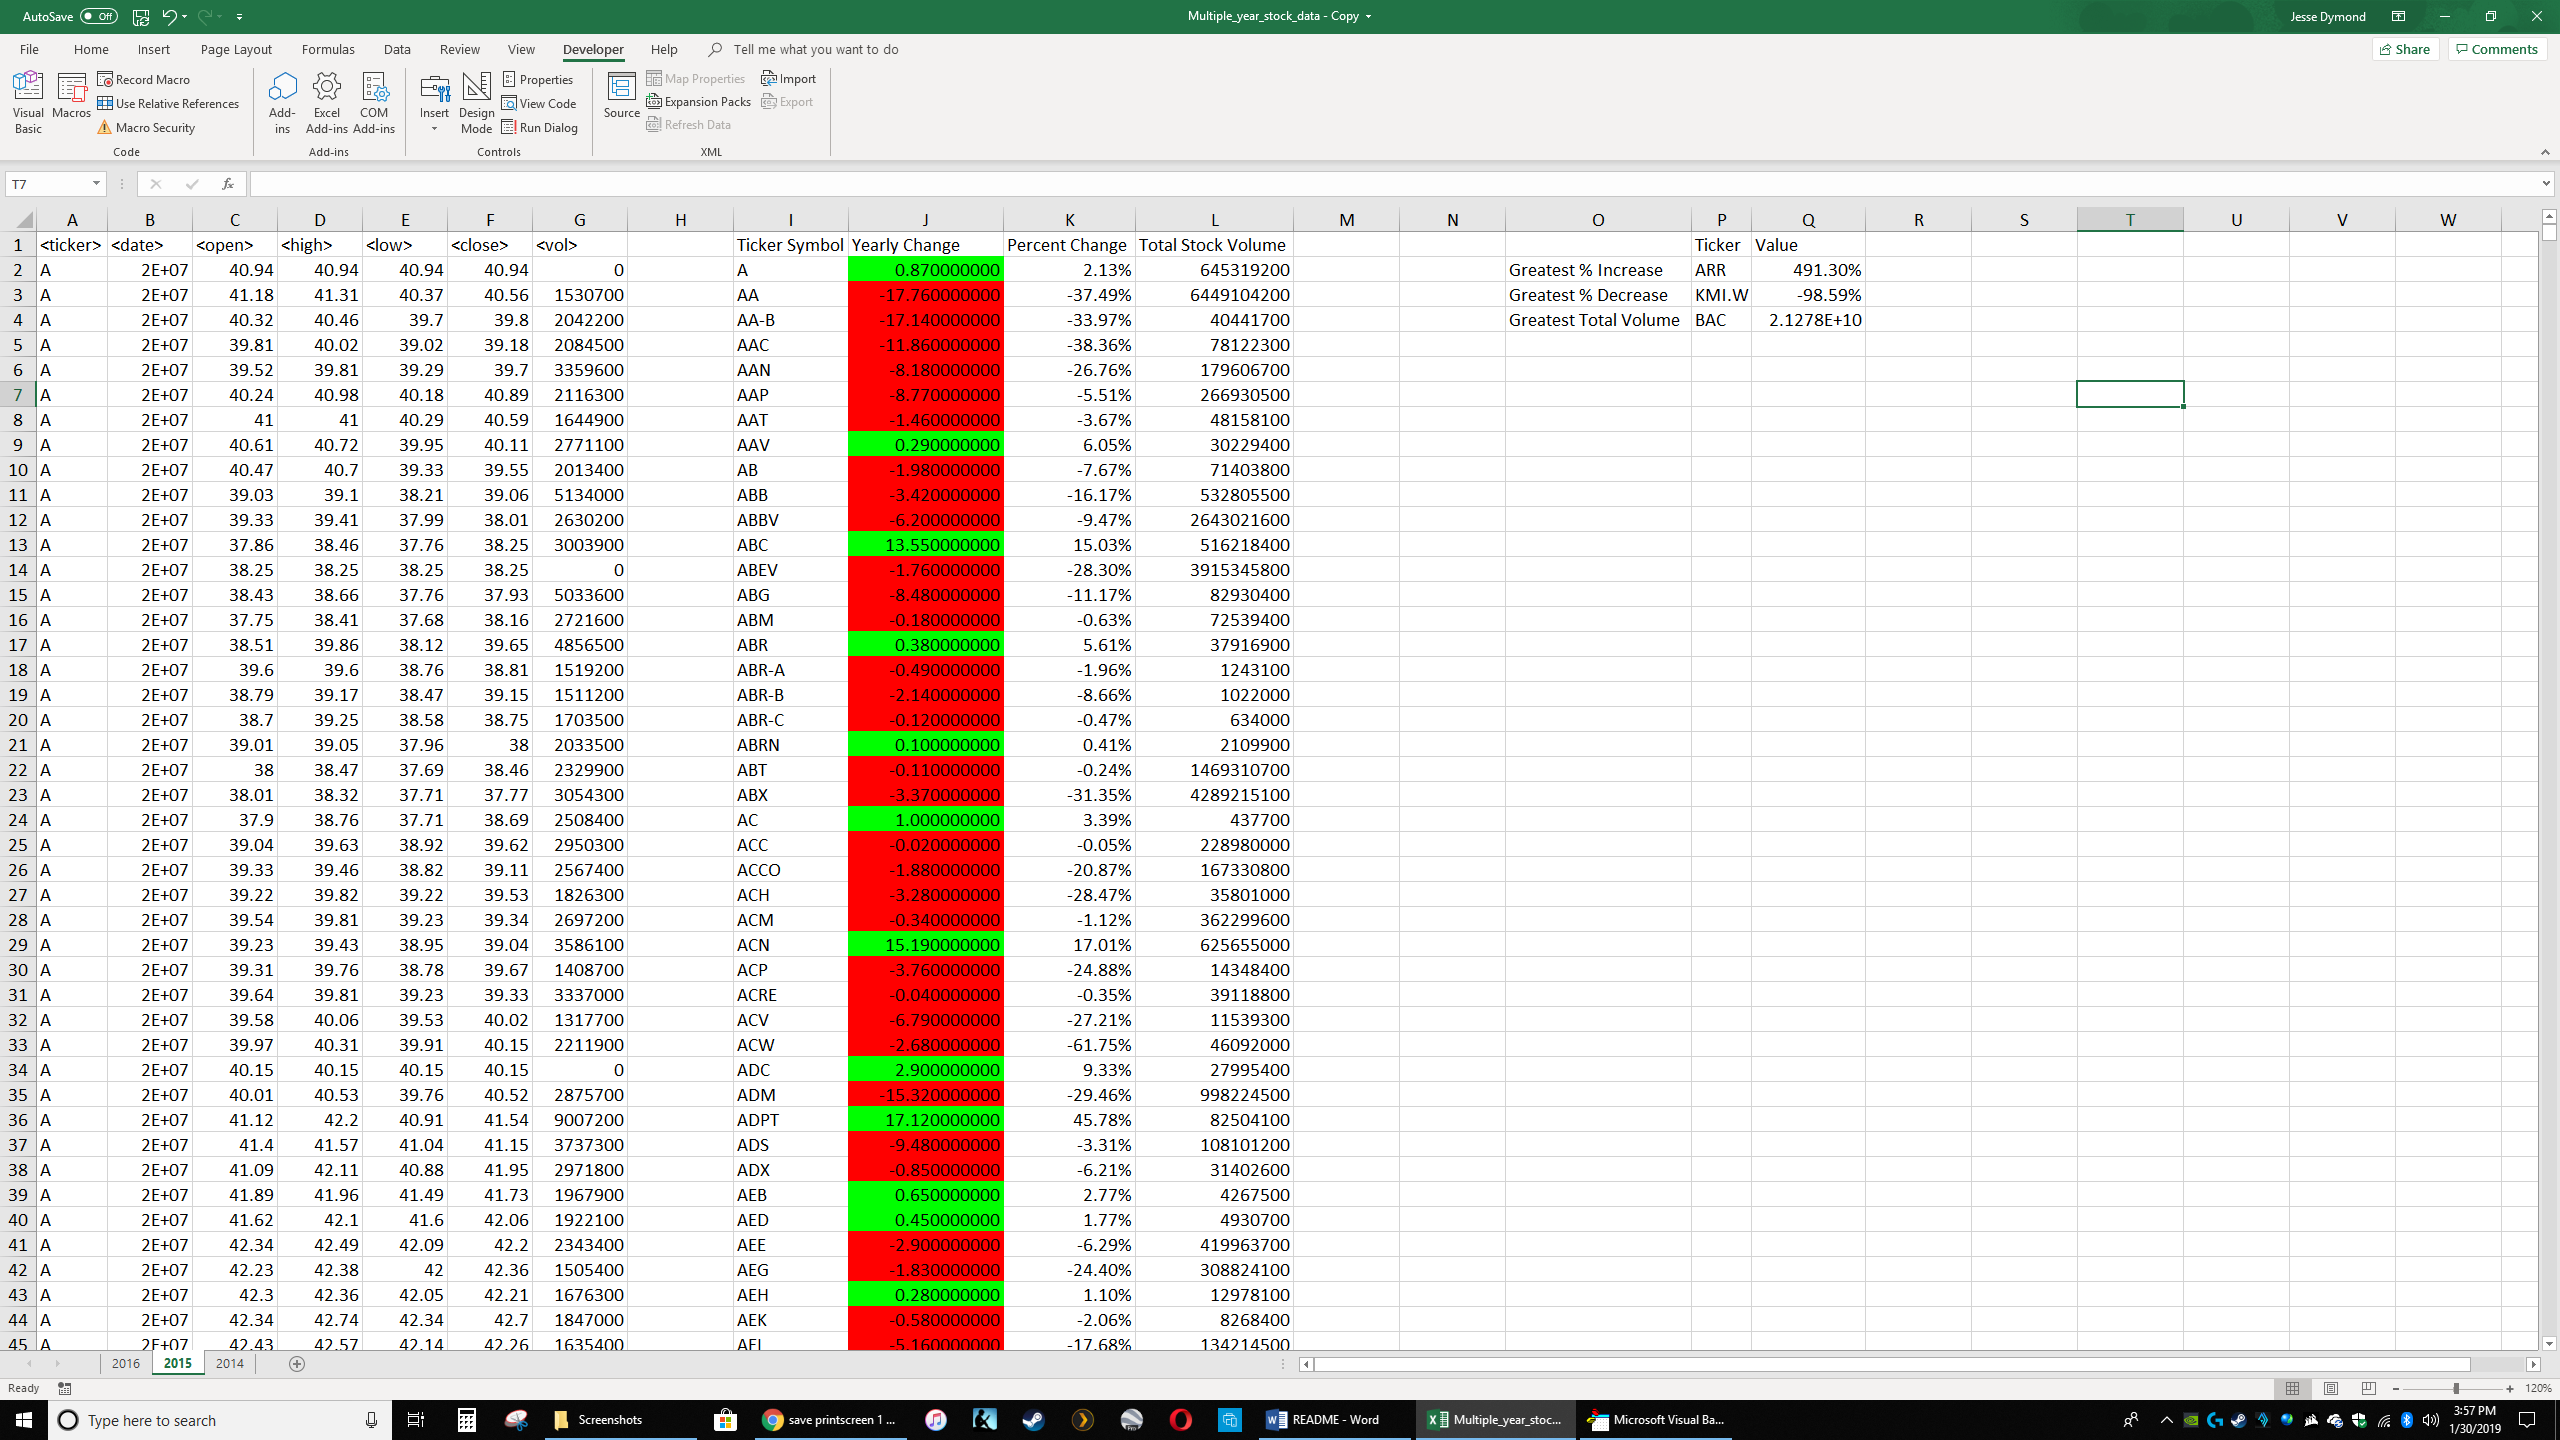 AutoSave Off Multiple_year_stock_data - Copy Jesse Dymond
File Home Insert Page Layout Formulas Data Review View Developer Help Tell me what you want to do Share Comments
Visual Basic Macros Record Macro Use Relative References Macro Security Add-ins Excel Add-ins COM Add-ins Insert Design Mode Properties View Code Run Dialog Source Map Properties Expansion Packs Refresh Data Import Export
Code Add-ins Controls XML
T7 fx
A B C D E F G H I J K L M N O P Q R S T U V W
1 <ticker> <date> <open> <high> <low> <close> <vol> Ticker Symbol Yearly Change Percent Change Total Stock Volume Ticker Value
2 A 2E+07 40.94 40.94 40.94 40.94 0 A 0.870000000 2.13% 645319200 Greatest % Increase ARR 491.30%
3 A 2E+07 41.18 41.31 40.37 40.56 1530700 AA -17.760000000 -37.49% 6449104200 Greatest % Decrease KMI.W -98.59%
4 A 2E+07 40.32 40.46 39.7 39.8 2042200 AA-B -17.140000000 -33.97% 40441700 Greatest Total Volume BAC 2.1278E+10
5 A 2E+07 39.81 40.02 39.02 39.18 2084500 AAC -11.860000000 -38.36% 78122300
6 A 2E+07 39.52 39.81 39.29 39.7 3359600 AAN -8.180000000 -26.76% 179606700
7 A 2E+07 40.24 40.98 40.18 40.89 2116300 AAP -8.770000000 -5.51% 266930500
8 A 2E+07 41 41 40.29 40.59 1644900 AAT -1.460000000 -3.67% 48158100
9 A 2E+07 40.61 40.72 39.95 40.11 2771100 AAV 0.290000000 6.05% 30229400
10 A 2E+07 40.47 40.7 39.33 39.55 2013400 AB -1.980000000 -7.67% 71403800
11 A 2E+07 39.03 39.1 38.21 39.06 5134000 ABB -3.420000000 -16.17% 532805500
12 A 2E+07 39.33 39.41 37.99 38.01 2630200 ABBV -6.200000000 -9.47% 2643021600
13 A 2E+07 37.86 38.46 37.76 38.25 3003900 ABC 13.550000000 15.03% 516218400
14 A 2E+07 38.25 38.25 38.25 38.25 0 ABEV -1.760000000 -28.30% 3915345800
15 A 2E+07 38.43 38.66 37.76 37.93 5033600 ABG -8.480000000 -11.17% 82930400
16 A 2E+07 37.75 38.41 37.68 38.16 2721600 ABM -0.180000000 -0.63% 72539400
17 A 2E+07 38.51 39.86 38.12 39.65 4856500 ABR 0.380000000 5.61% 37916900
18 A 2E+07 39.6 39.6 38.76 38.81 1519200 ABR-A -0.490000000 -1.96% 1243100
19 A 2E+07 38.79 39.17 38.47 39.15 1511200 ABR-B -2.140000000 -8.66% 1022000
20 A 2E+07 38.7 39.25 38.58 38.75 1703500 ABR-C -0.120000000 -0.47% 634000
21 A 2E+07 39.01 39.05 37.96 38 2033500 ABRN 0.100000000 0.41% 2109900
22 A 2E+07 38 38.47 37.69 38.46 2329900 ABT -0.110000000 -0.24% 1469310700
23 A 2E+07 38.01 38.32 37.71 37.77 3054300 ABX -3.370000000 -31.35% 4289215100
24 A 2E+07 37.9 38.76 37.71 38.69 2508400 AC 1.000000000 3.39% 437700
25 A 2E+07 39.04 39.63 38.92 39.62 2950300 ACC -0.020000000 -0.05% 228980000
26 A 2E+07 39.33 39.46 38.82 39.11 2567400 ACCO -1.880000000 -20.87% 167330800
27 A 2E+07 39.22 39.82 39.22 39.53 1826300 ACH -3.280000000 -28.47% 35801000
28 A 2E+07 39.54 39.81 39.23 39.34 2697200 ACM -0.340000000 -1.12% 362299600
29 A 2E+07 39.23 39.43 38.95 39.04 3586100 ACN 15.190000000 17.01% 625655000
30 A 2E+07 39.31 39.76 38.78 39.67 1408700 ACP -3.760000000 -24.88% 14348400
31 A 2E+07 39.64 39.81 39.23 39.33 3337000 ACRE -0.040000000 -0.35% 39118800
32 A 2E+07 39.58 40.06 39.53 40.02 1317700 ACV -6.790000000 -27.21% 11539300
33 A 2E+07 39.97 40.31 39.91 40.15 2211900 ACW -2.680000000 -61.75% 46092000
34 A 2E+07 40.15 40.15 40.15 40.15 0 ADC 2.900000000 9.33% 27995400
35 A 2E+07 40.01 40.53 39.76 40.52 2875700 ADM -15.320000000 -29.46% 998224500
36 A 2E+07 41.12 42.2 40.91 41.54 9007200 ADPT 17.120000000 45.78% 82504100
37 A 2E+07 41.4 41.57 41.04 41.15 3737300 ADS -9.480000000 -3.31% 108101200
38 A 2E+07 41.09 42.11 40.88 41.95 2971800 ADX -0.850000000 -6.21% 31402600
39 A 2E+07 41.89 41.96 41.49 41.73 1967900 AEB 0.650000000 2.77% 4267500
40 A 2E+07 41.62 42.1 41.6 42.06 1922100 AED 0.450000000 1.77% 4930700
41 A 2E+07 42.34 42.49 42.09 42.2 2343400 AEE -2.900000000 -6.29% 419963700
42 A 2E+07 42.23 42.38 42 42.36 1505400 AEG -1.830000000 -24.40% 308824100
43 A 2E+07 42.3 42.36 42.05 42.21 1676300 AEH 0.280000000 1.10% 12978100
44 A 2E+07 42.34 42.74 42.34 42.7 1847000 AEK -0.580000000 -2.06% 8268400
45 A 2E+07 42.43 42.57 42.14 42.26 1635400 AEL -5.160000000 -17.68% 134214500
2016 2015 2014
Ready 120%
Type here to search Screenshots save printscreen 1 ... README - Word Multiple_year_stoc... Microsoft Visual Ba... 3:57 PM
1/30/2019